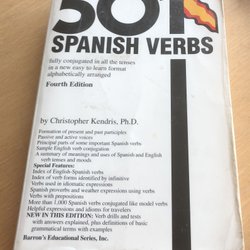 501
SPANISH VERBS
fully conjugated in all the tenses
in a new easy to learn format
alphabetically arranged
Fourth Edition
by Christopher Kendris, Ph.D.
Formation of present and past participles
Passive and active voices
Principal parts of some important Spanish verbs
Sample English verb conjugation
A summary of meanings and uses of Spanish and English
verb tenses and moods
Special Features:
Index of English-Spanish verbs
Index of verb forms identified by infinitive
Verbs used in idiomatic expressions
Spanish proverbs and weather expressions using verbs
Verbs with prepositions
More than 1,000 Spanish verbs conjugated like model verbs
Helpful expressions and idioms for travelers
NEW IN THIS EDITION: Verb drills and tests
with answers explained, plus definitions of basic
grammatical terms with examples
Barron's Educational Series, Inc.